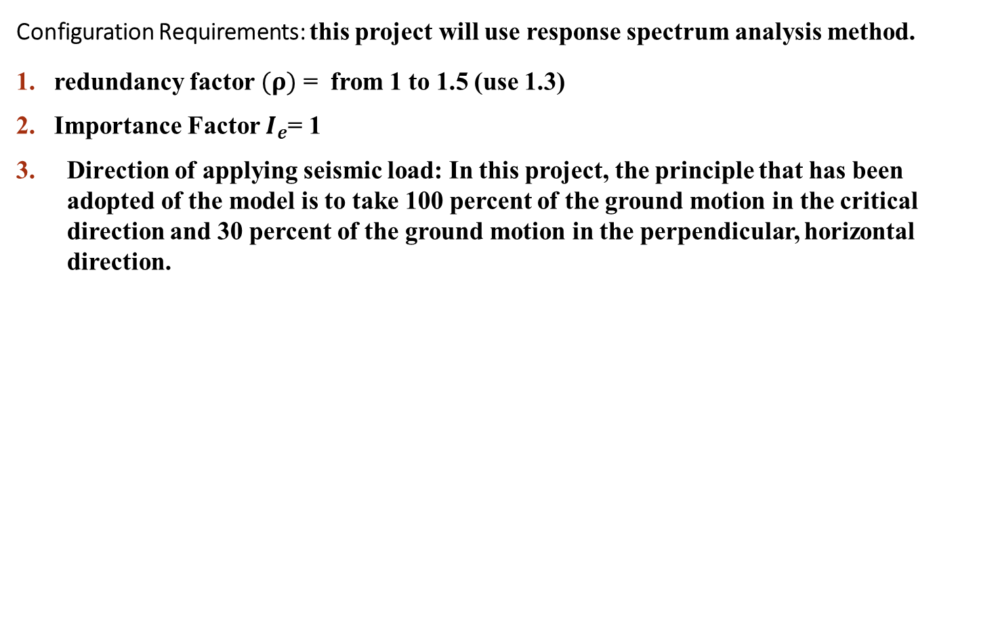 Configuration Requirements: this project will use response spectrum analysis method.
1. redundancy factor (ρ) = from 1 to 1.5 (use 1.3)
2. Importance Factor Iₑ= 1
3. Direction of applying seismic load: In this project, the principle that has been
adopted of the model is to take 100 percent of the ground motion in the critical
direction and 30 percent of the ground motion in the perpendicular, horizontal
direction.